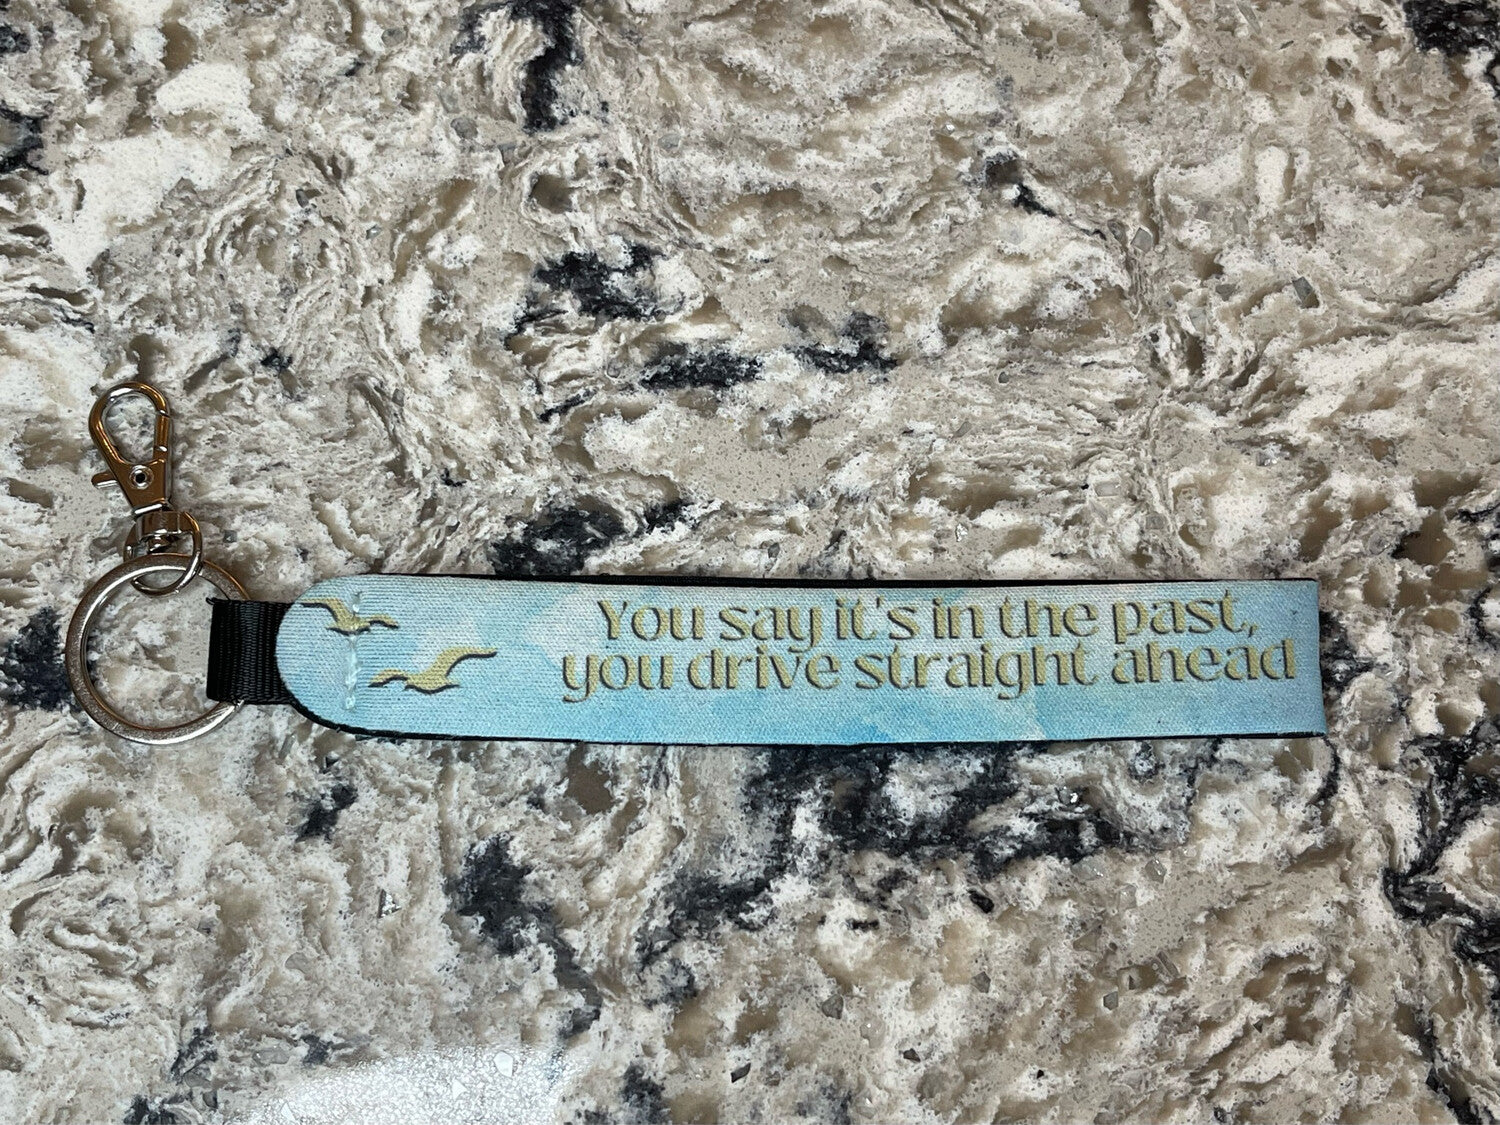 You say it's in the past,
you drive straight ahead